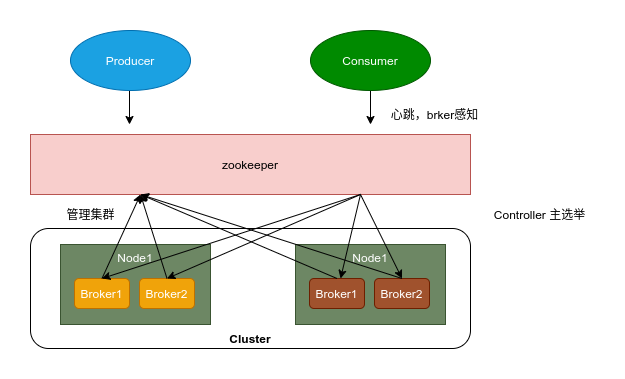 Producer
Consumer
心跳，brker感知
zookeeper
管理集群
Controller 主选举
Node1
Node1
Broker1
Broker2
Broker1
Broker2
Cluster